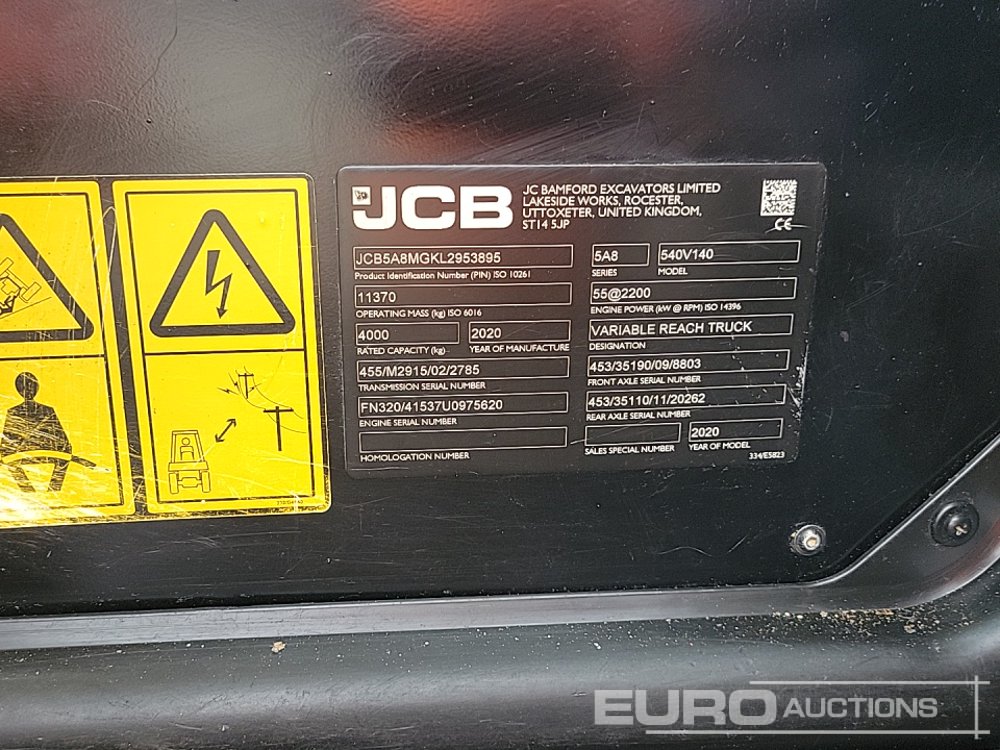 JCB
JC BAMFORD EXCAVATORS LIMITED
LAKESIDE WORKS, ROCESTER,
UTTOXETER, UNITED KINGDOM,
ST14 5JP
CE
JCB5A8MGKL2953895
Product Identification Number (PIN) ISO 10261
5A8
SERIES
540V140
MODEL
11370
OPERATING MASS (kg) ISO 6016
55@2200
ENGINE POWER (kW @ RPM) ISO 14396
4000
RATED CAPACITY (kg)
2020
YEAR OF MANUFACTURE
VARIABLE REACH TRUCK
DESIGNATION
455/M2915/02/2785
TRANSMISSION SERIAL NUMBER
453/35190/09/8803
FRONT AXLE SERIAL NUMBER
FN320/41537U0975620
ENGINE SERIAL NUMBER
453/35110/11/20262
REAR AXLE SERIAL NUMBER
HOMOLOGATION NUMBER
SALES SPECIAL NUMBER
2020
YEAR OF MODEL
334/E5823
EURO AUCTIONS